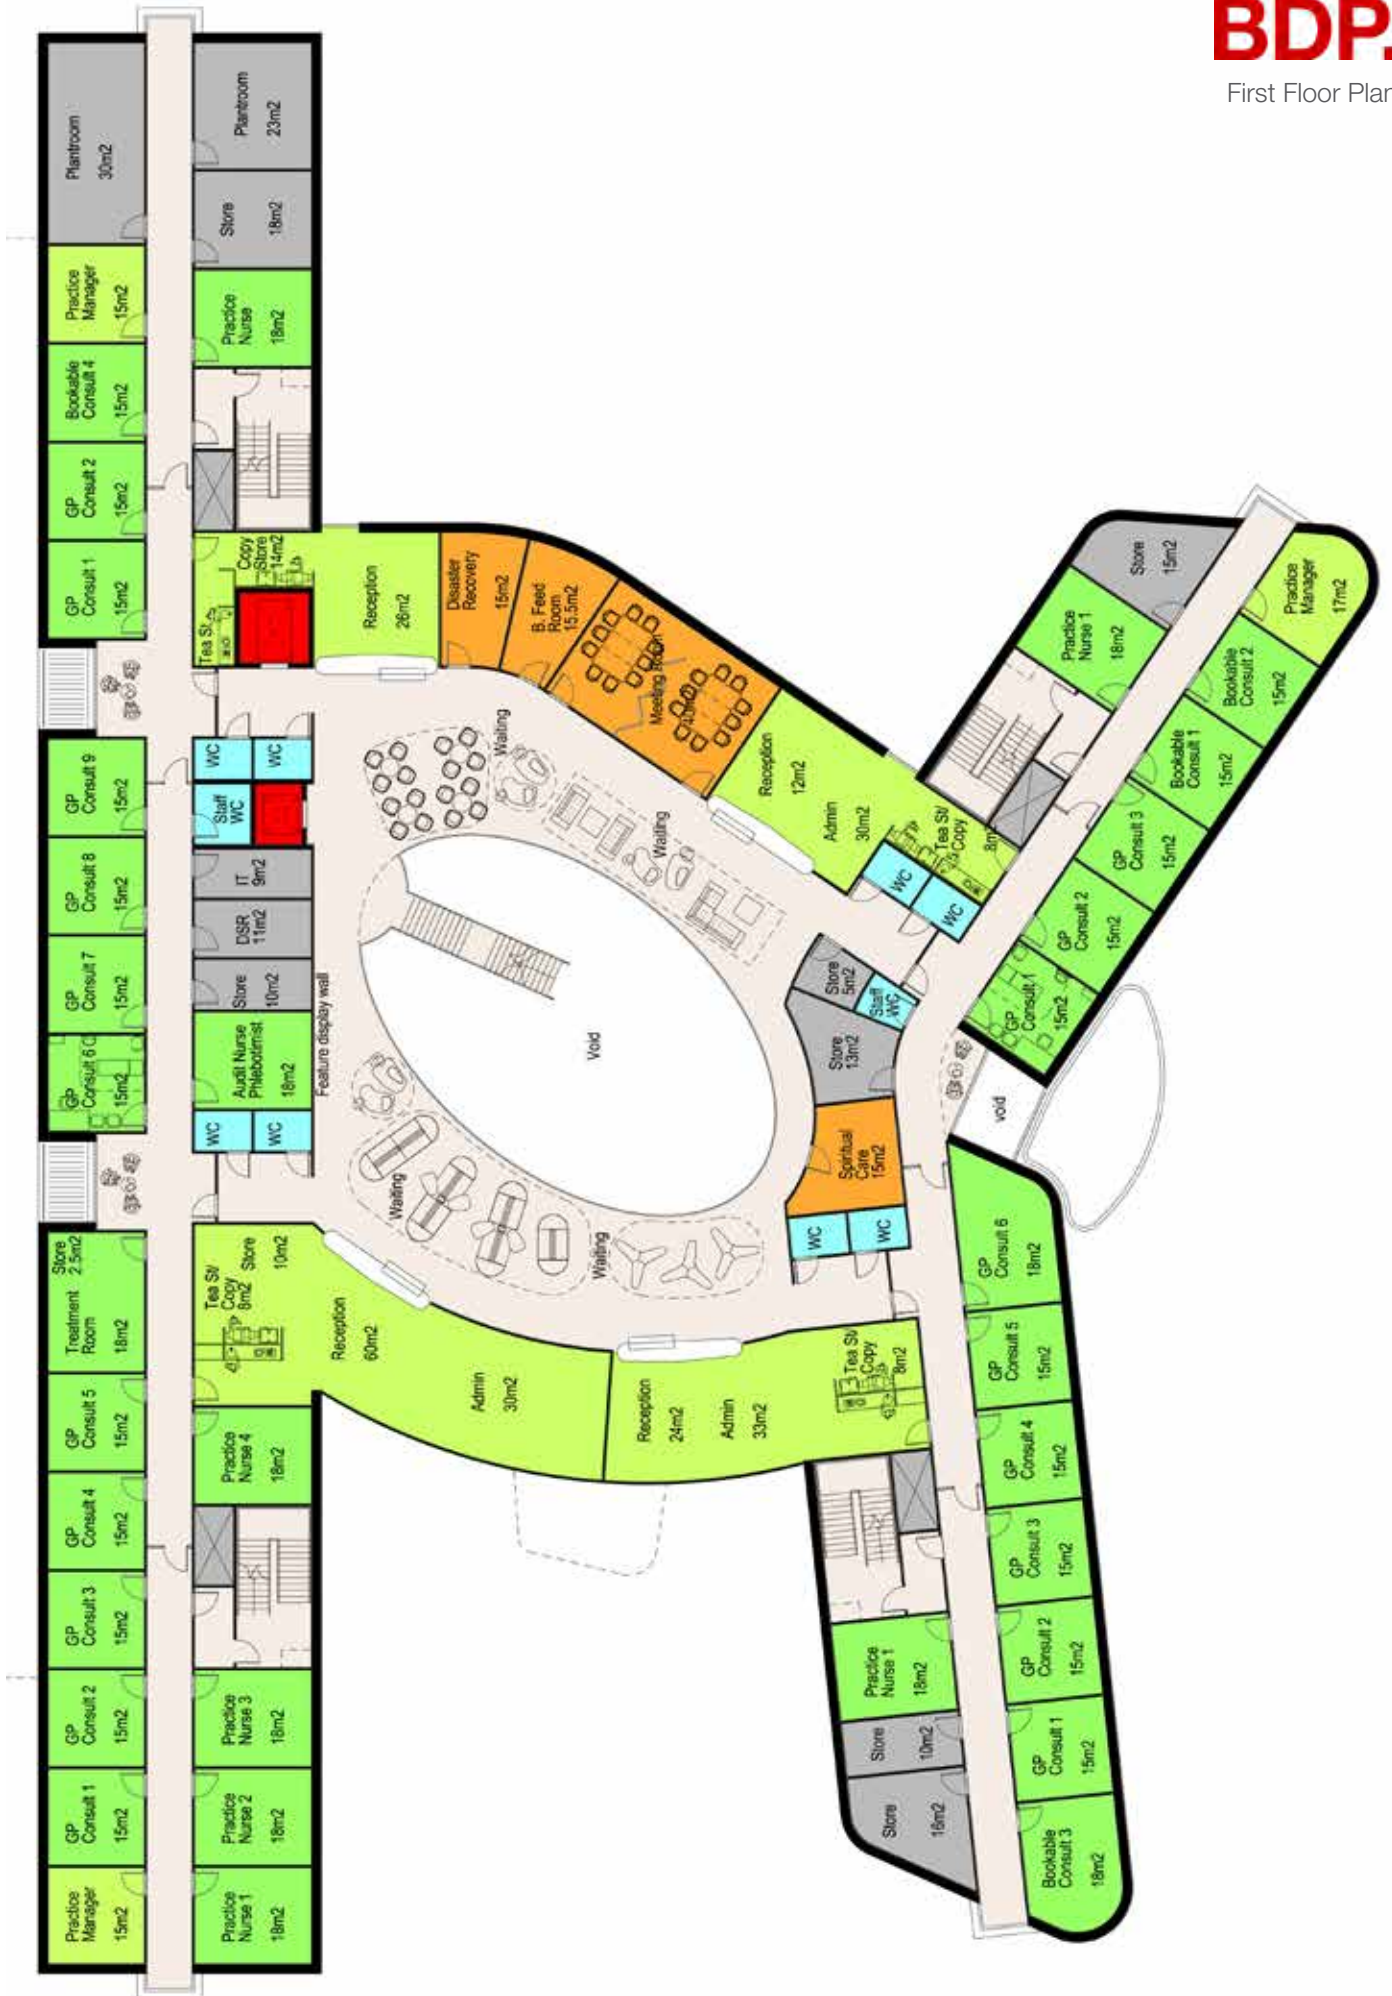 BDP.
First Floor Plan
Plantroom
30m2
Plantroom
23m2
Store
18m2
Practice
Manager
15m2
Practice
Nurse
18m2
Bookable
Consult 4
15m2
GP
Consult 2
15m2
GP
Consult 1
15m2
Copy
Store
14m2
Tea St/
Reception
26m2
Disaster
Recovery
15m2
B. Feed
Room
15.5m2
Meeting
Waiting
WC
WC
Staff
WC
IT
9m2
DSR
11m2
Store
10m2
GP
Consult 9
15m2
GP
Consult 8
15m2
GP
Consult 7
15m2
GP
Consult 6
15m2
Audit Nurse
Phlebotimist
18m2
Feature display wall
WC
WC
Void
Waiting
Reception
12m2
Admin
30m2
Tea St/
Copy
8m2
WC
WC
Store
15m2
Practice
Nurse 1
18m2
Practice
Manager
17m2
Bookable
Consult 2
15m2
Bookable
Consult 1
15m2
GP
Consult 3
15m2
GP
Consult 2
15m2
GP
Consult 1
15m2
Store
5m2
Staff
WC
Store
13m2
void
Spiritual
Care
15m2
WC
WC
Waiting
Waiting
Store
2.5m2
Treatment
Room
18m2
Tea St/
Copy
8m2
Store
10m2
Reception
60m2
Admin
30m2
Reception
24m2
Admin
33m2
Tea St/
Copy
8m2
GP
Consult 6
18m2
GP
Consult 5
15m2
GP
Consult 4
15m2
GP
Consult 3
15m2
GP
Consult 2
15m2
GP
Consult 1
15m2
Bookable
Consult 3
18m2
Practice
Nurse 1
18m2
Store
10m2
Store
16m2
GP
Consult 5
15m2
GP
Consult 4
15m2
GP
Consult 3
15m2
GP
Consult 2
15m2
GP
Consult 1
15m2
Practice
Manager
15m2
Practice
Nurse 4
18m2
Practice
Nurse 3
18m2
Practice
Nurse 2
18m2
Practice
Nurse 1
18m2